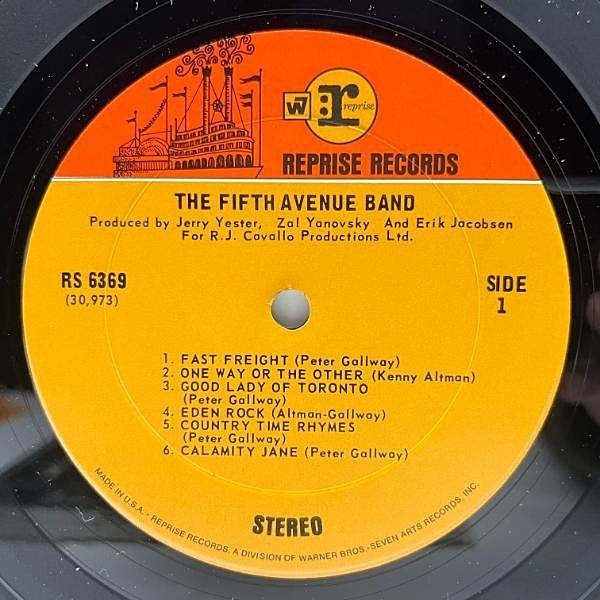 W7 r reprise
REPRISE RECORDS
THE FIFTH AVENUE BAND
Produced by Jerry Yester, Zal Yanovsky And Erik Jacobsen
For R.J. Cavallo Productions Ltd.
RS 6369
(30,973)
SIDE
1
1. FAST FREIGHT (Peter Gallway)
2. ONE WAY OR THE OTHER (Kenny Altman)
3. GOOD LADY OF TORONTO
(Peter Gallway)
4. EDEN ROCK (Altman-Gallway)
5. COUNTRY TIME RHYMES
(Peter Gallway)
6. CALAMITY JANE (Peter Gallway)
STEREO
MADE IN U.S.A. • REPRISE RECORDS, A DIVISION OF WARNER BROS.-SEVEN ARTS RECORDS, INC.